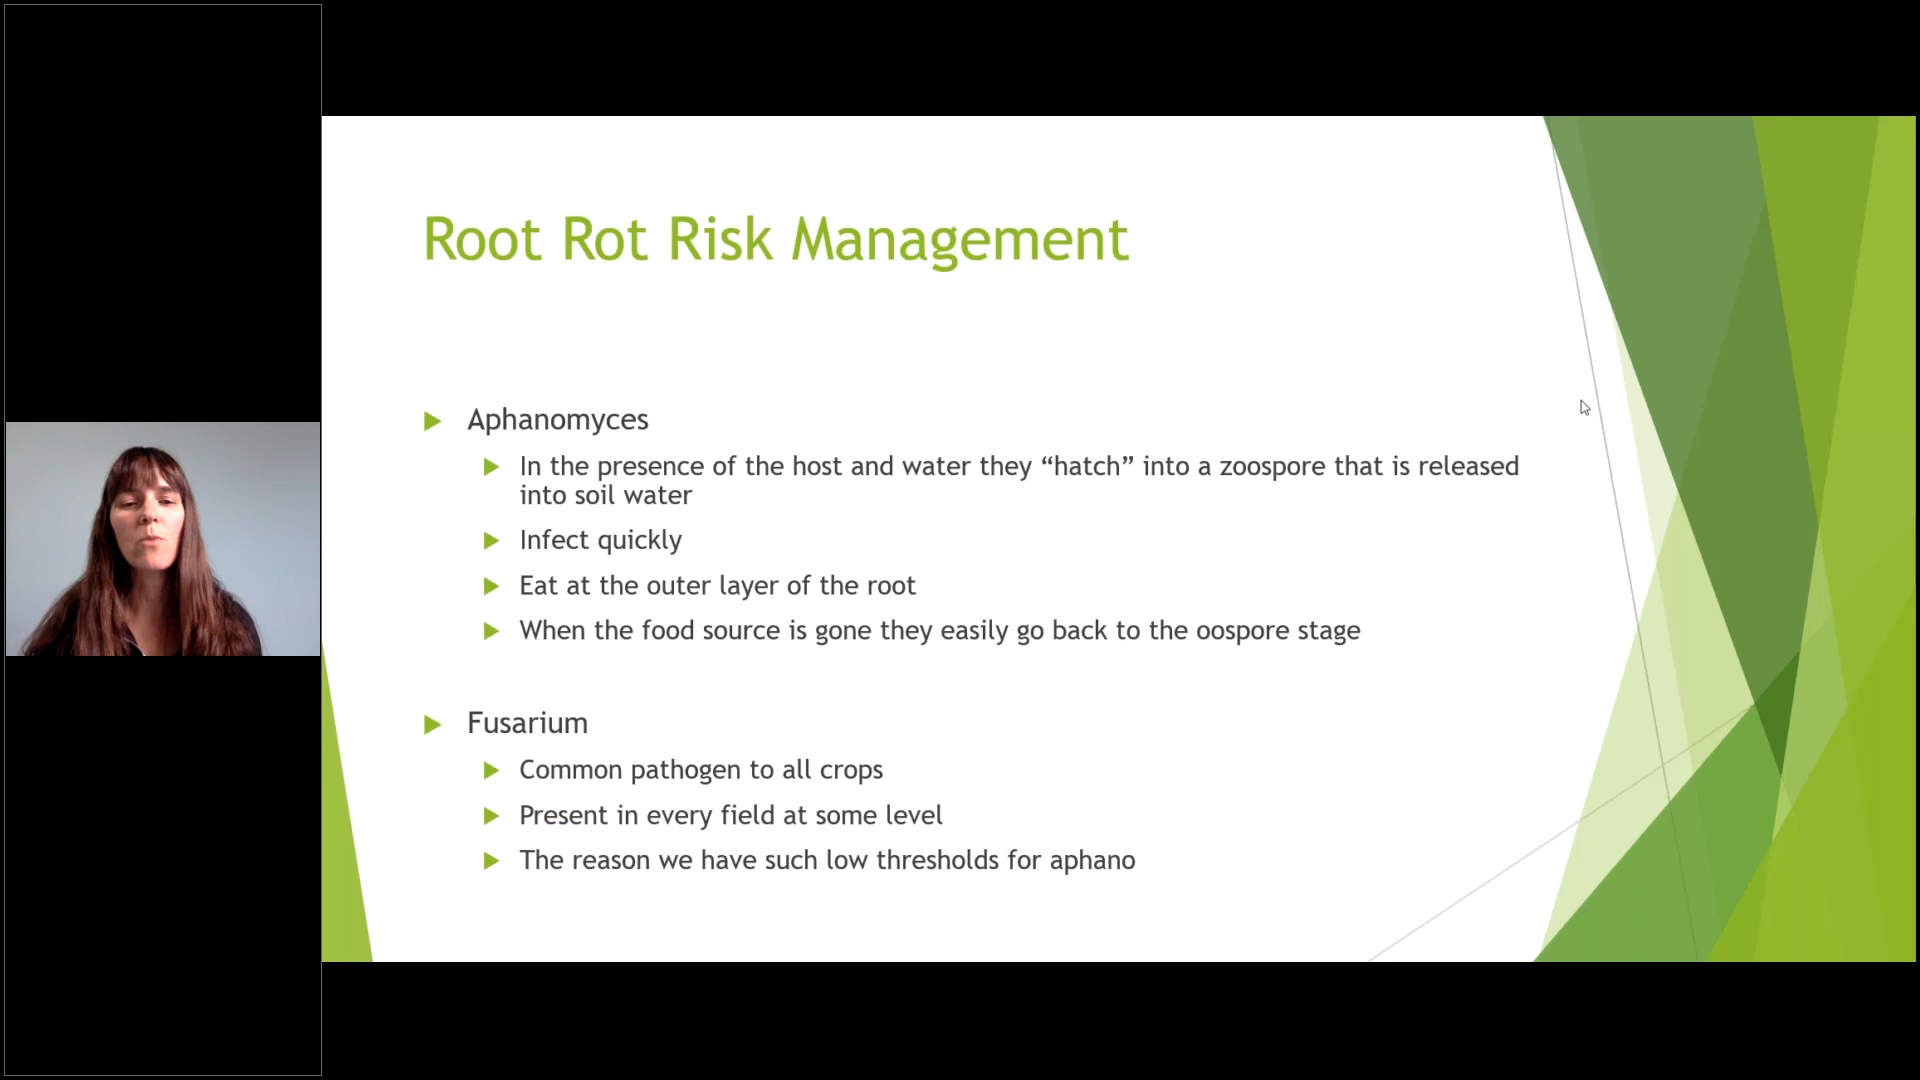 Root Rot Risk Management
Aphanomyces
In the presence of the host and water they “hatch” into a zoospore that is released
into soil water
Infect quickly
Eat at the outer layer of the root
When the food source is gone they easily go back to the oospore stage
Fusarium
Common pathogen to all crops
Present in every field at some level
The reason we have such low thresholds for aphano